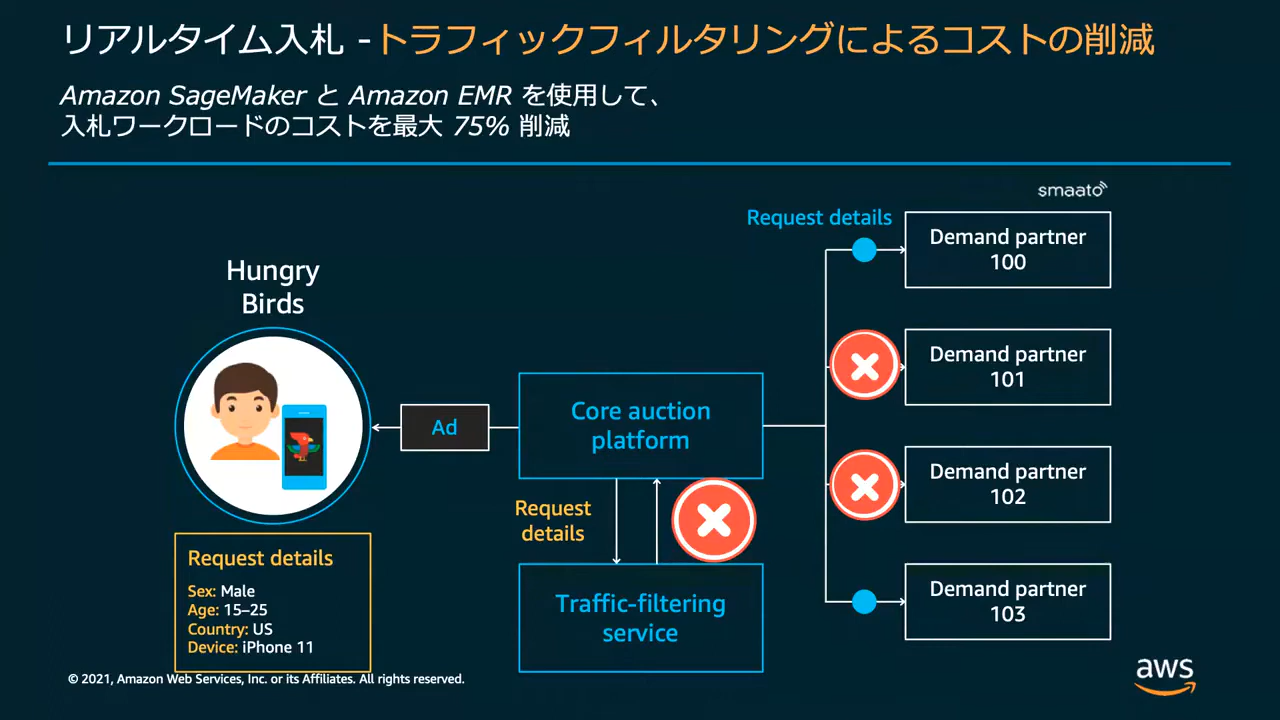 リアルタイム入札 -トラフィックフィルタリングによるコストの削減
Amazon SageMaker と Amazon EMR を使用して、
入札ワークロードのコストを最大 75% 削減
smaato
Request details
Demand partner
100
Hungry
Birds
Demand partner
101
Core auction
platform
Ad
Demand partner
102
Request
details
Request details
Sex: Male
Age: 15–25
Country: US
Device: iPhone 11
Traffic-filtering
service
Demand partner
103
© 2021, Amazon Web Services, Inc. or its Affiliates. All rights reserved.
aws